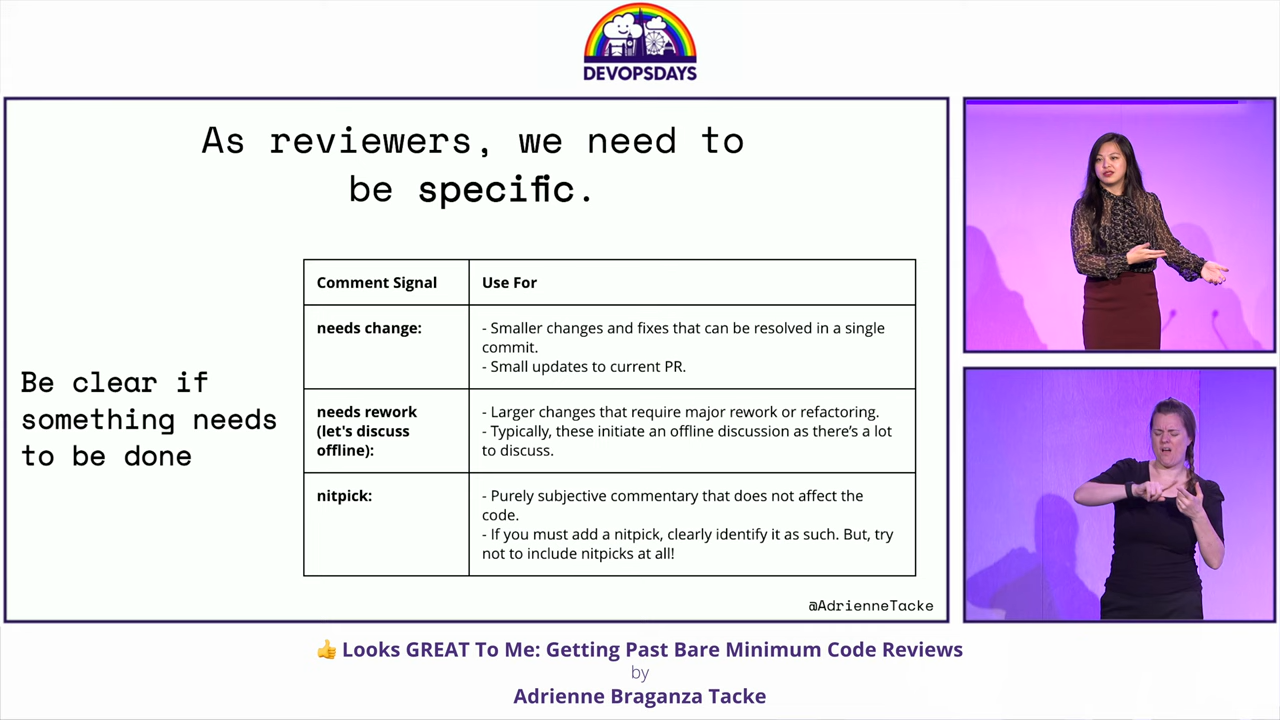 DEVOPSDAYS
As reviewers, we need to
be specific.
Be clear if
something needs
to be done
Comment Signal
Use For
needs change:
- Smaller changes and fixes that can be resolved in a single
commit.
- Small updates to current PR.
needs rework
(let's discuss
offline):
- Larger changes that require major rework or refactoring.
- Typically, these initiate an offline discussion as there’s a lot
to discuss.
nitpick:
- Purely subjective commentary that does not affect the
code.
- If you must add a nitpick, clearly identify it as such. But, try
not to include nitpicks at all!
@AdrienneTacke
👍 Looks GREAT To Me: Getting Past Bare Minimum Code Reviews
by
Adrienne Braganza Tacke